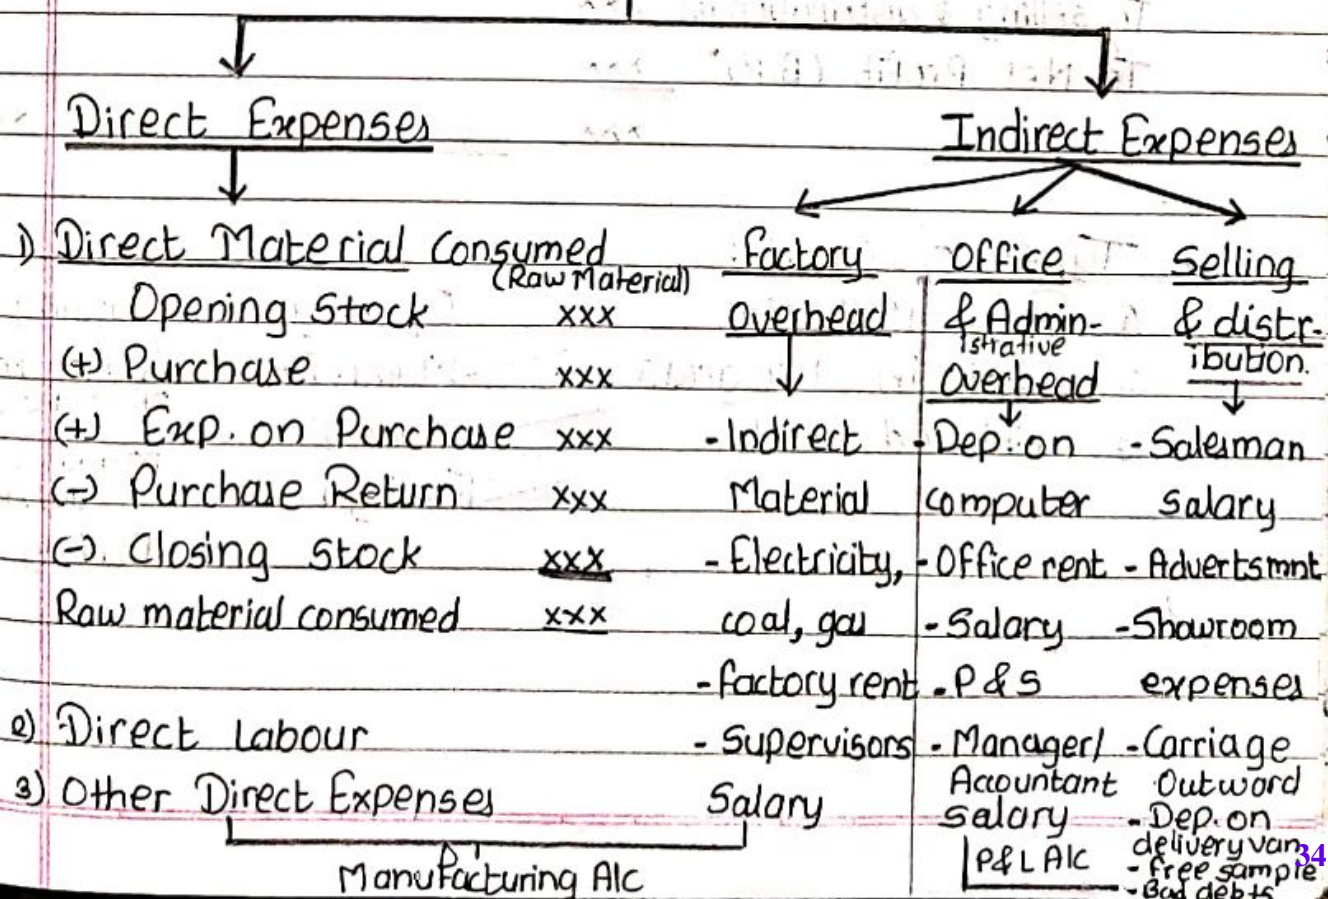 Direct Expenses
Indirect Expenses
1) Direct Material Consumed
(Raw Material)
Opening Stock xxx
(+) Purchase xxx
(+) Exp. on Purchase xxx
(-) Purchase Return xxx
(-) Closing Stock xxx
Raw material consumed xxx
2) Direct Labour
3) Other Direct Expenses
Factory
Overhead
- Indirect
Material
- Electricity,
coal, gas
- factory rent
- Supervisors
Salary
Manufacturing A/c
Office
& Admin-
istrative
Overhead
- Dep. on
computer
- Office rent
- Salary
- P & S
- Manager/
Accountant
salary
P & L A/c
Selling
& distr-
ibution.
- Salesman
salary
- Advertsmnt
- Showroom
expenses
- Carriage
Outword
- Dep. on
delivery van
- free sample
- Bad debts
34